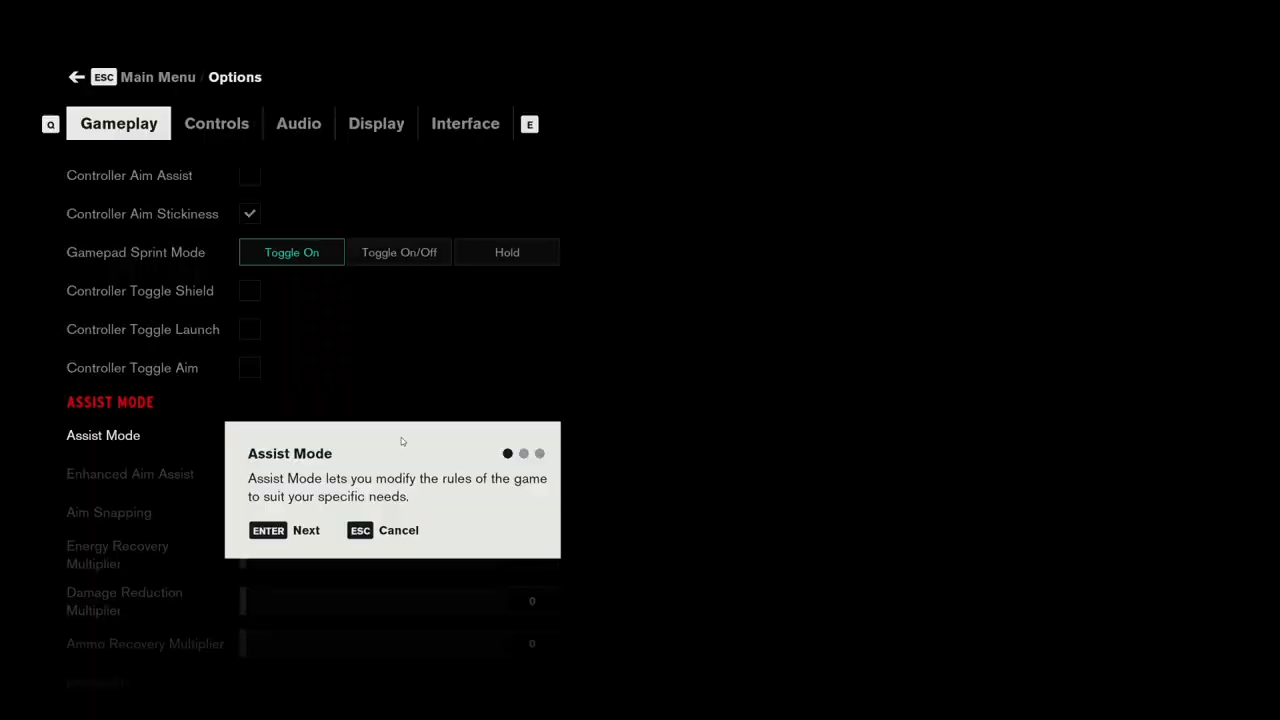 ESC Main Menu / Options
Q Gameplay Controls Audio Display Interface E
Controller Aim Assist
Controller Aim Stickiness
Gamepad Sprint Mode Toggle On Toggle On/Off Hold
Controller Toggle Shield
Controller Toggle Launch
Controller Toggle Aim
ASSIST MODE
Assist Mode
Enhanced Aim Assist
Aim Snapping
Energy Recovery
Multiplier
Damage Reduction
Multiplier
0
Ammo Recovery Multiplier 0
Assist Mode
Assist Mode lets you modify the rules of the game
to suit your specific needs.
ENTER Next ESC Cancel